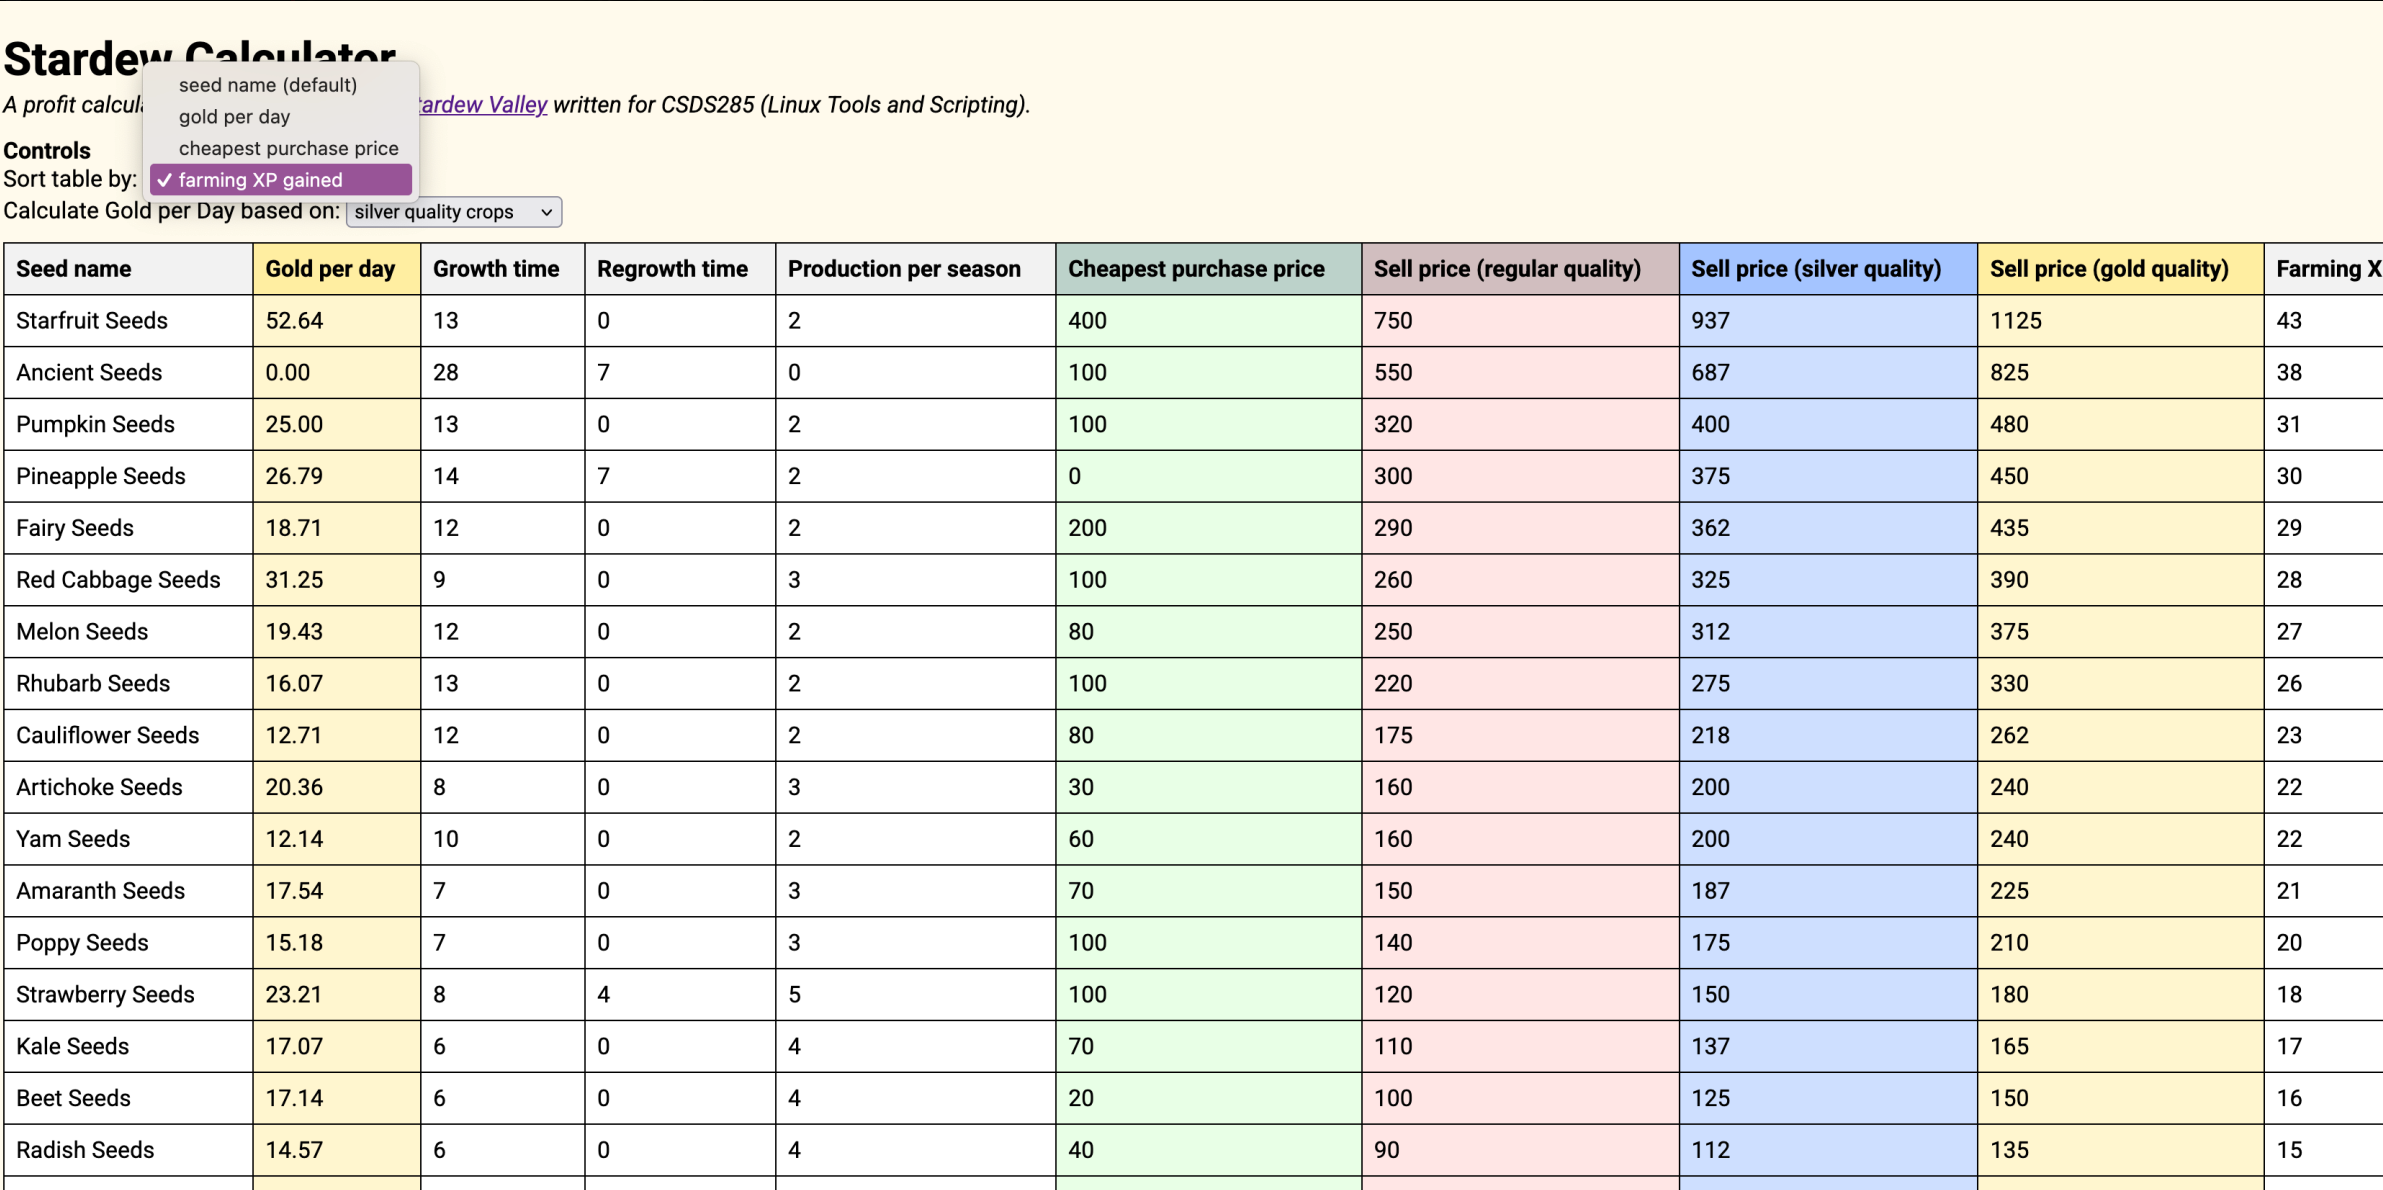 Stardew Calculator
seed name (default)
A profit calcul
tardew Valley written for CSDS285 (Linux Tools and Scripting).
gold per day
Controls
cheapest purchase price
Sort table by:
✓ farming XP gained
Calculate Gold per Day based on: silver quality crops
Seed name Gold per day Growth time Regrowth time Production per season Cheapest purchase price Sell price (regular quality) Sell price (silver quality) Sell price (gold quality) Farming X
Starfruit Seeds 52.64 13 0 2 400 750 937 1125 43
Ancient Seeds 0.00 28 7 0 100 550 687 825 38
Pumpkin Seeds 25.00 13 0 2 100 320 400 480 31
Pineapple Seeds 26.79 14 7 2 0 300 375 450 30
Fairy Seeds 18.71 12 0 2 200 290 362 435 29
Red Cabbage Seeds 31.25 9 0 3 100 260 325 390 28
Melon Seeds 19.43 12 0 2 80 250 312 375 27
Rhubarb Seeds 16.07 13 0 2 100 220 275 330 26
Cauliflower Seeds 12.71 12 0 2 80 175 218 262 23
Artichoke Seeds 20.36 8 0 3 30 160 200 240 22
Yam Seeds 12.14 10 0 2 60 160 200 240 22
Amaranth Seeds 17.54 7 0 3 70 150 187 225 21
Poppy Seeds 15.18 7 0 3 100 140 175 210 20
Strawberry Seeds 23.21 8 4 5 100 120 150 180 18
Kale Seeds 17.07 6 0 4 70 110 137 165 17
Beet Seeds 17.14 6 0 4 20 100 125 150 16
Radish Seeds 14.57 6 0 4 40 90 112 135 15